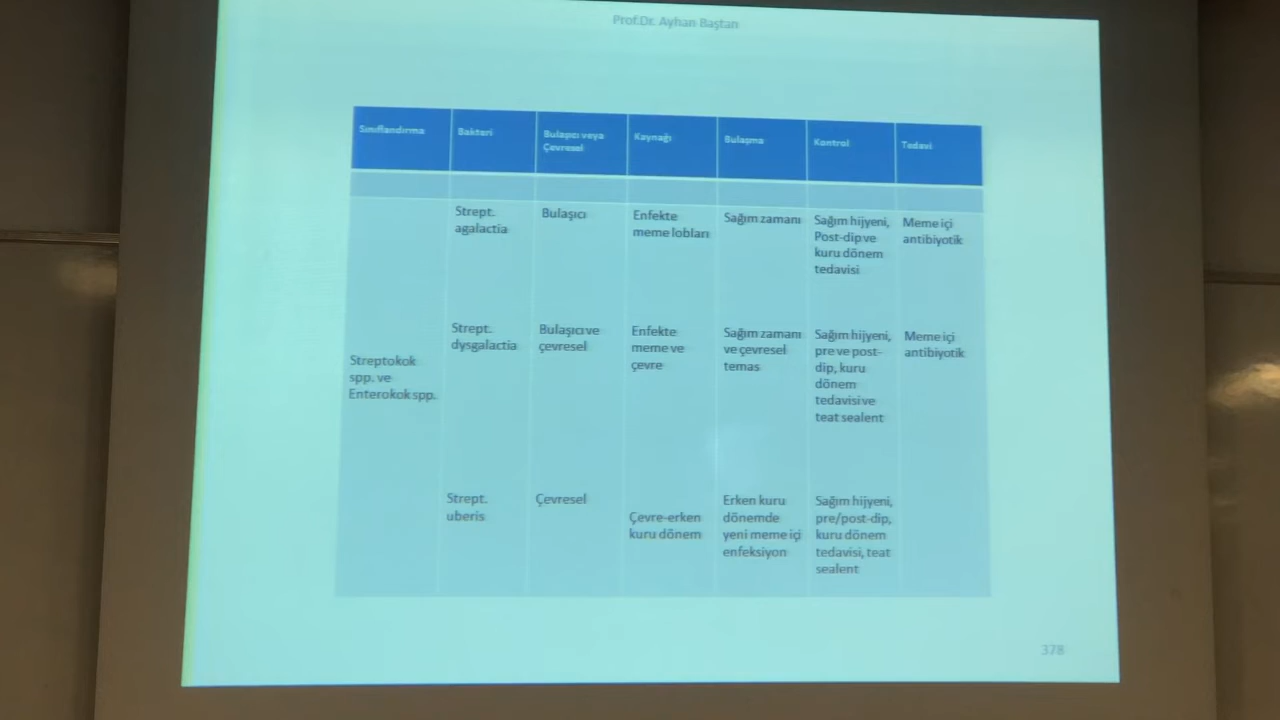 Prof.Dr. Ayhan Baştan
Sınıflandırma
Bakteri
Bulaşıcı veya
Çevresel
Kaynağı
Bulaşma
Kontrol
Tedavi
Streptokok
spp. ve
Enterokok spp.
Strept.
agalactia
Bulaşıcı
Enfekte
meme lobları
Sağım zamanı
Sağım hijyeni,
Post-dip ve
kuru dönem
tedavisi
Meme içi
antibiyotik
Strept.
dysgalactia
Bulaşıcı ve
çevresel
Enfekte
meme ve
çevre
Sağım zamanı
ve çevresel
temas
Sağım hijyeni,
pre ve post-
dip, kuru
dönem
tedavisi ve
teat sealent
Meme içi
antibiyotik
Strept.
uberis
Çevresel
Çevre-erken
kuru dönem
Erken kuru
dönemde
yeni meme içi
enfeksiyon
Sağım hijyeni,
pre/post-dip,
kuru dönem
tedavisi, teat
sealent
378